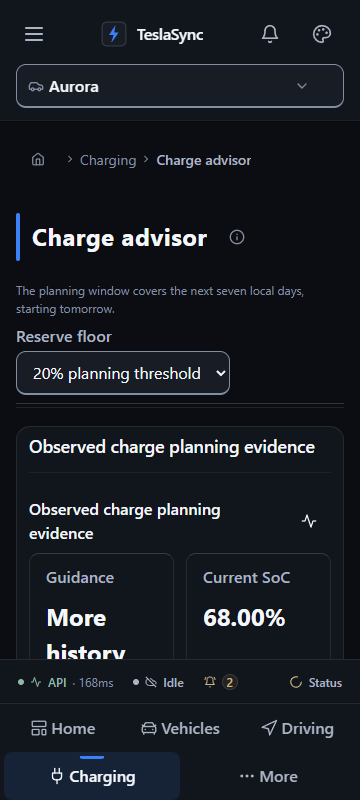 TeslaSync
Aurora
Charging
Charge advisor
Charge advisor
The planning window covers the next seven local days,
starting tomorrow.
Reserve floor
20% planning threshold
Observed charge planning evidence
Observed charge planning
evidence
Guidance
More
history
Current SoC
68.00%
API · 168ms
Idle
2
Status
Home
Vehicles
Driving
Charging
More